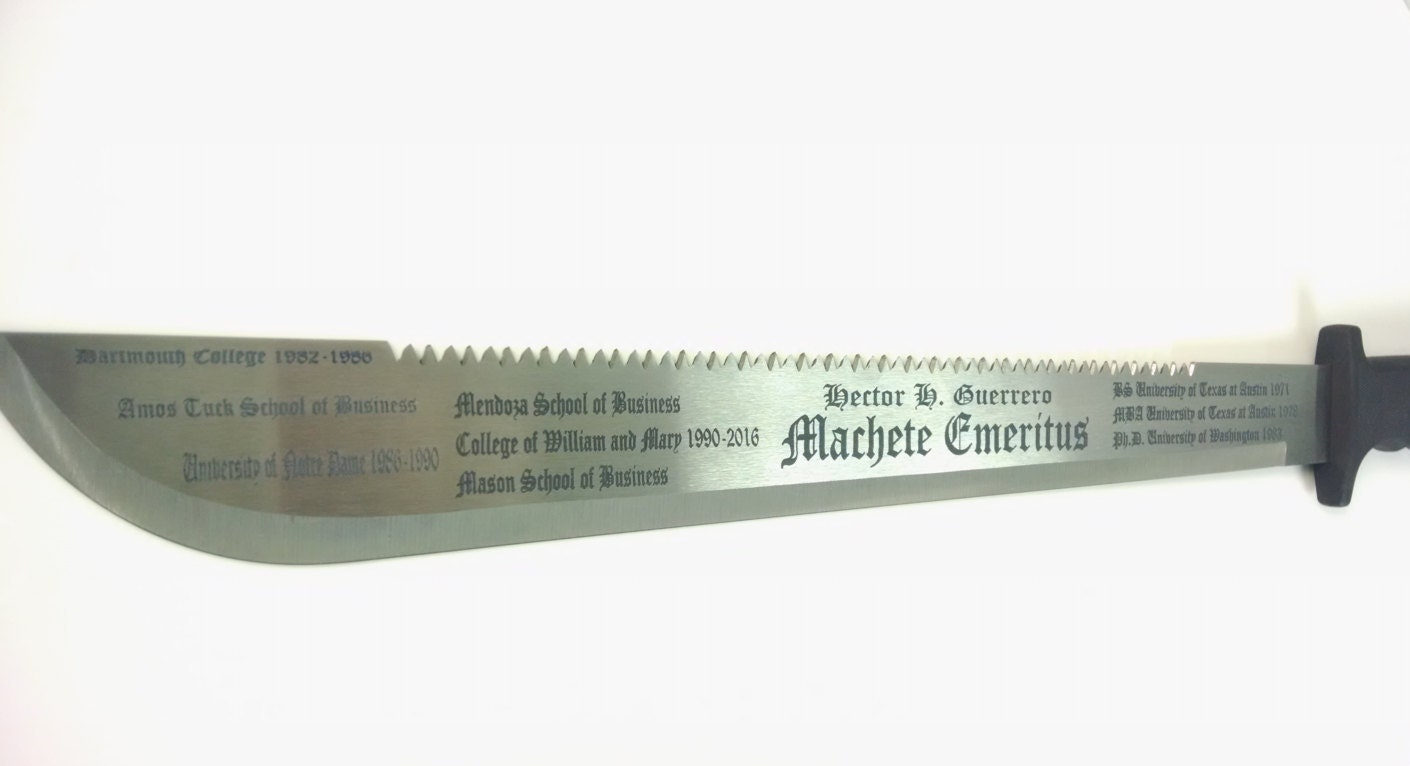 Dartmouth College 1982-1986
Amos Tuck School of Business
University of Notre Dame 1986-1990
Mendoza School of Business
College of William and Mary 1990-2016
Mason School of Business
Hector H. Guerrero
Machete Emeritus
BS University of Texas at Austin 1971
MBA University of Texas at Austin
Ph.D. University of Washington